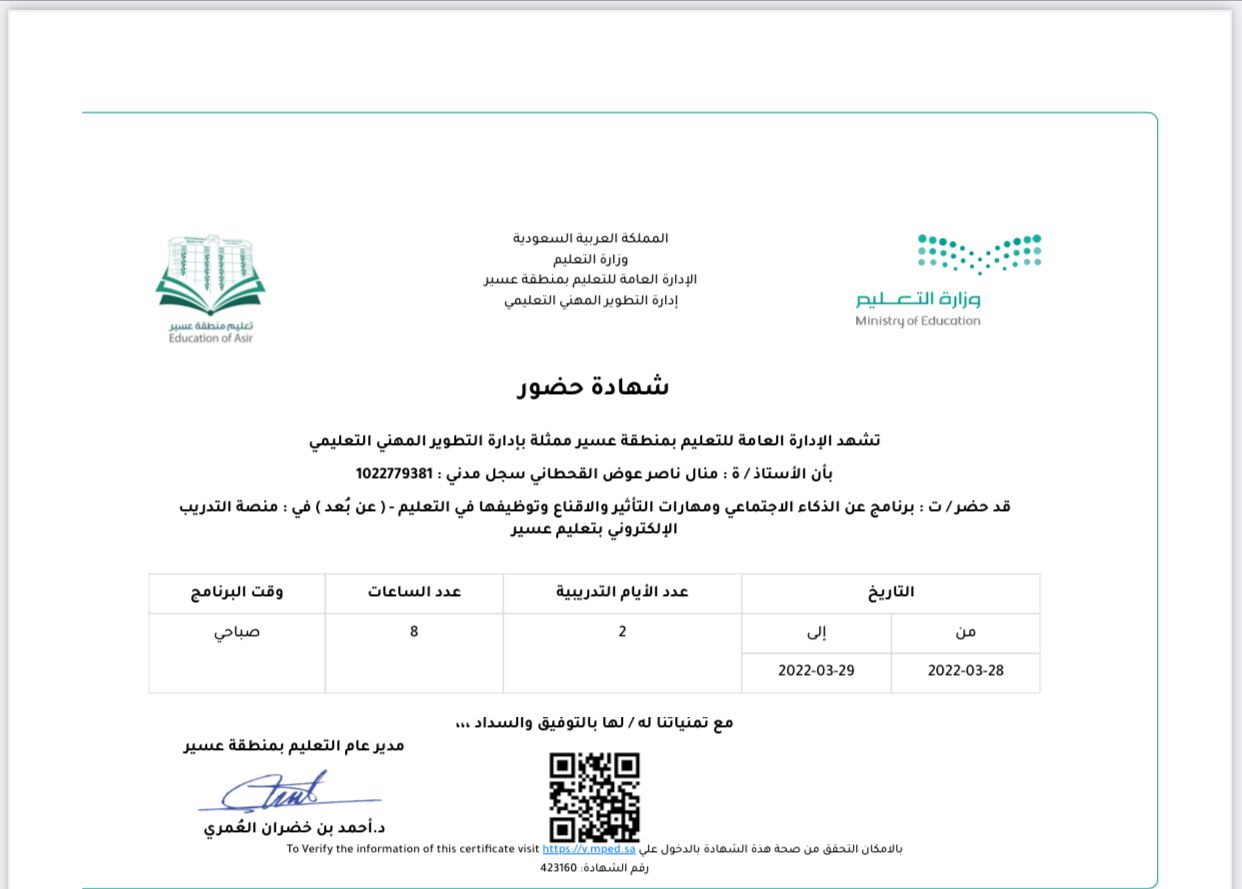 المملكة العربية السعودية
وزارة التعليم
الإدارة العامة للتعليم بمنطقة عسير
إدارة التطوير المهني التعليمي
وزارة التعـــليم
Ministry of Education
تعليم منطقة عسير
Education of Asir
شهادة حضور
تشهد الإدارة العامة للتعليم بمنطقة عسير ممثلة بإدارة التطوير المهني التعليمي
بأن الأستاذ / ة : منال ناصر عوض القحطاني سجل مدني : 1022779381
قد حضر/ ت : برنامج عن الذكاء الاجتماعي ومهارات التأثير والاقناع وتوظيفها في التعليم - ( عن بُعد ) في : منصة التدريب
الإلكتروني بتعليم عسير
التاريخ عدد الأيام التدريبية عدد الساعات وقت البرنامج
من إلى 2 8 صباحي
2022-03-28 2022-03-29
مع تمنياتنا له / لها بالتوفيق والسداد ،،،
مدير عام التعليم بمنطقة عسير
د.أحمد بن خضران العُمري
بالامكان التحقق من صحة هذة الشهادة بالدخول علي To Verify the information of this certificate visit https://v.mped.sa
رقم الشهادة: 423160